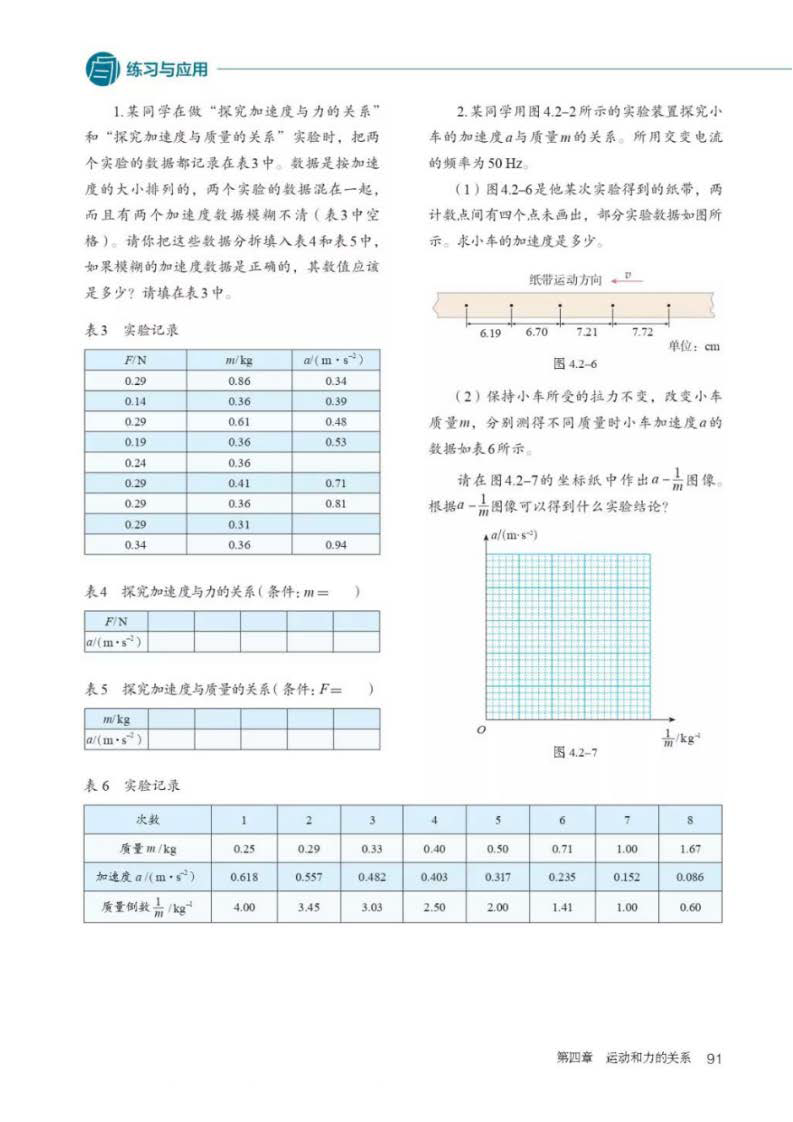 练习与应用
1.某同学在做“探究加速度与力的关系”
和“探究加速度与质量的关系”实验时，把两
个实验的数据都记录在表3中。数据是按加速
度的大小排列的，两个实验的数据混在一起，
而且有两个加速度数据模糊不清（表3中空
格）。请你把这些数据分拆填入表4和表5中，
如果模糊的加速度数据是正确的，其数值应该
是多少？请填在表3中。
表3 实验记录
F/N m/kg a/(m·s⁻²)
0.29 0.86 0.34
0.14 0.36 0.39
0.29 0.61 0.48
0.19 0.36 0.53
0.24 0.36
0.29 0.41 0.71
0.29 0.36 0.81
0.29 0.31
0.34 0.36 0.94
表4 探究加速度与力的关系(条件：m＝ )
F/N
a/(m·s⁻²)
表5 探究加速度与质量的关系(条件：F＝ )
m/kg
a/(m·s⁻²)
2.某同学用图4.2–2所示的实验装置探究小
车的加速度a与质量m的关系。所用交变电流
的频率为50 Hz。
（1）图4.2–6是他某次实验得到的纸带，两
计数点间有四个点未画出，部分实验数据如图所
示。求小车的加速度是多少。
纸带运动方向 v
6.19 6.70 7.21 7.72
单位：cm
图 4.2–6
（2）保持小车所受的拉力不变，改变小车
质量m，分别测得不同质量时小车加速度a的
数据如表6所示。
请在图4.2–7的坐标纸中作出a－1/m图像。
根据a－1/m图像可以得到什么实验结论？
a/(m·s⁻²)
O
1/m/kg⁻¹
图 4.2–7
表6 实验记录
次数 1 2 3 4 5 6 7 8
质量 m/kg 0.25 0.29 0.33 0.40 0.50 0.71 1.00 1.67
加速度 a/(m·s⁻²) 0.618 0.557 0.482 0.403 0.317 0.235 0.152 0.086
质量倒数1/m/kg⁻¹ 4.00 3.45 3.03 2.50 2.00 1.41 1.00 0.60
第四章 运动和力的关系 91